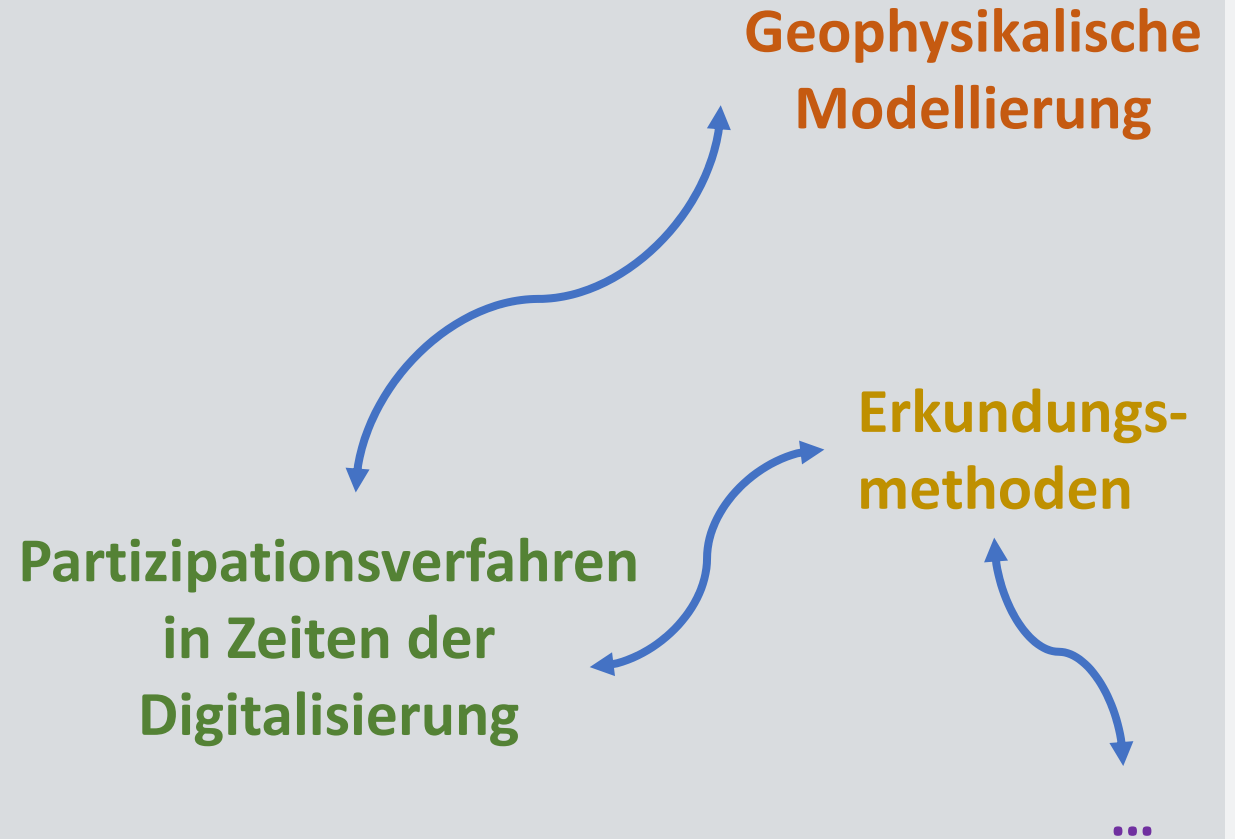 Geophysikalische
Modellierung
Erkundungs-
methoden
Partizipationsverfahren
in Zeiten der
Digitalisierung
...